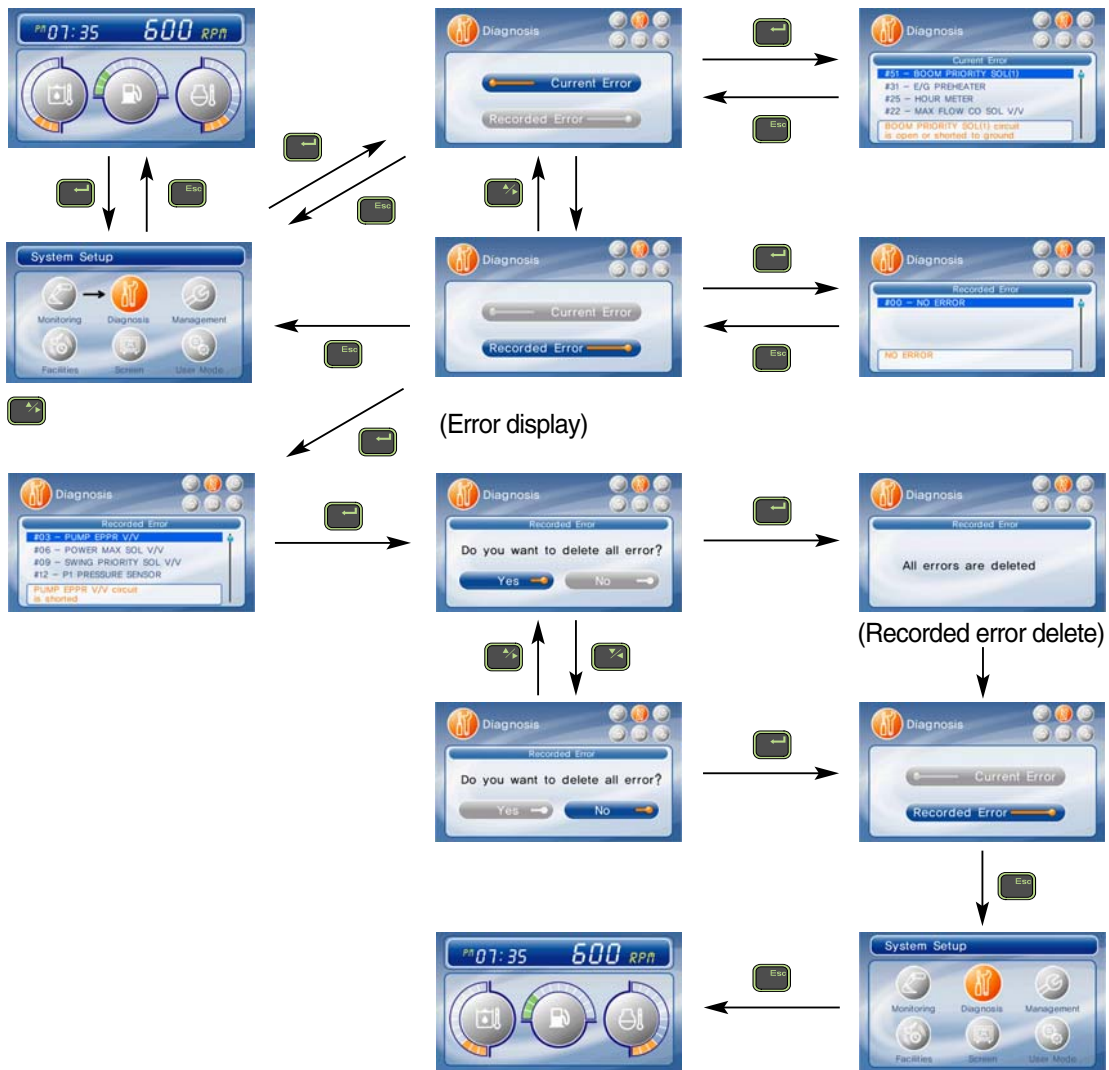 PM 07:35 600 RPM
Diagnosis
Current Error
Recorded Error
Diagnosis
Current Error
#51 - BOOM PRIORITY SOL(1)
#31 - E/G PREHEATER
#25 - HOUR METER
#22 - MAX FLOW CO SOL V/V
BOOM PRIORITY SOL(1) circuit
is open or shorted to ground
Esc
Esc
Esc
System Setup
Monitoring Diagnosis Management
Facilities Screen User Mode
Diagnosis
Current Error
Recorded Error
Diagnosis
Recorded Error
#00 - NO ERROR
NO ERROR
Esc
Esc
(Error display)
Diagnosis
Recorded Error
#03 - PUMP EPPR V/V
#06 - POWER MAX SOL V/V
#09 - SWING PRIORITY SOL V/V
#12 - P1 PRESSURE SENSOR
PUMP EPPR V/V circuit
is shorted
Diagnosis
Recorded Error
Do you want to delete all error?
Yes No
Diagnosis
Recorded Error
All errors are deleted
(Recorded error delete)
Diagnosis
Recorded Error
Do you want to delete all error?
Yes No
Diagnosis
Current Error
Recorded Error
Esc
PM 07:35 600 RPM
Esc
System Setup
Monitoring Diagnosis Management
Facilities Screen User Mode